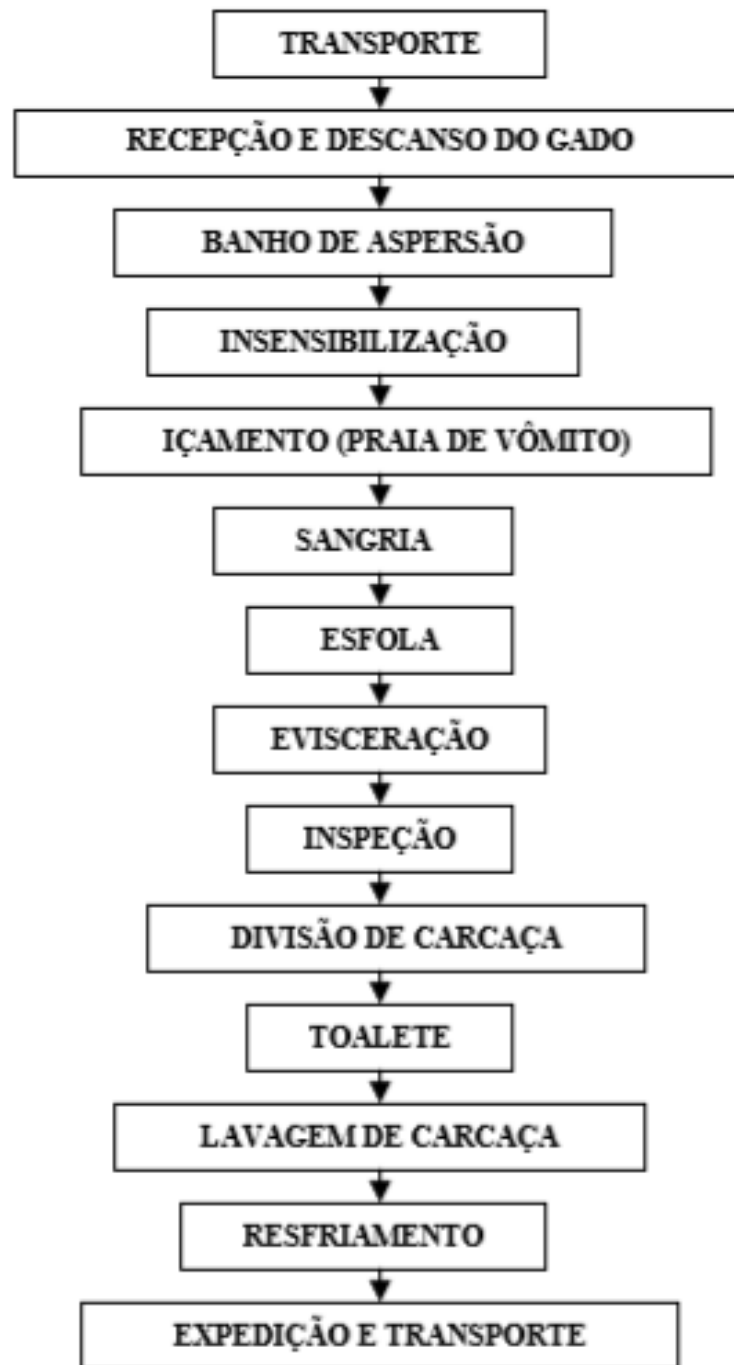 TRANSPORTE
RECEPÇÃO E DESCANSO DO GADO
BANHO DE ASPERSÃO
INSENSIBILIZAÇÃO
IÇAMENTO (PRAIA DE VÔMITO)
SANGRIA
ESFOLA
EVISCERAÇÃO
INSPEÇÃO
DIVISÃO DE CARCAÇA
TOALETE
LAVAGEM DE CARCAÇA
RESFRIAMENTO
EXPEDIÇÃO E TRANSPORTE